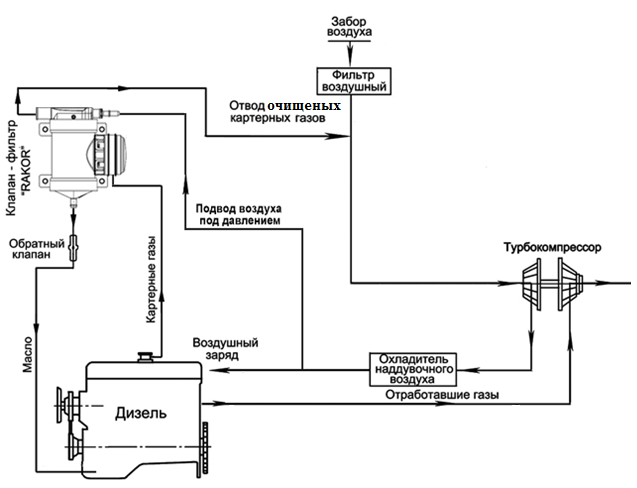 Забор
воздуха
Фильтр
воздушный
Отвод очищеных
картерных газов
Клапан - фильтр
"RAKOR"
Подвод воздуха
под давлением
Обратный
клапан
Турбокомпрессор
Картерные газы
Масло
Воздушный
заряд
Охладитель
наддувочного
воздуха
Отработавшие газы
Дизель